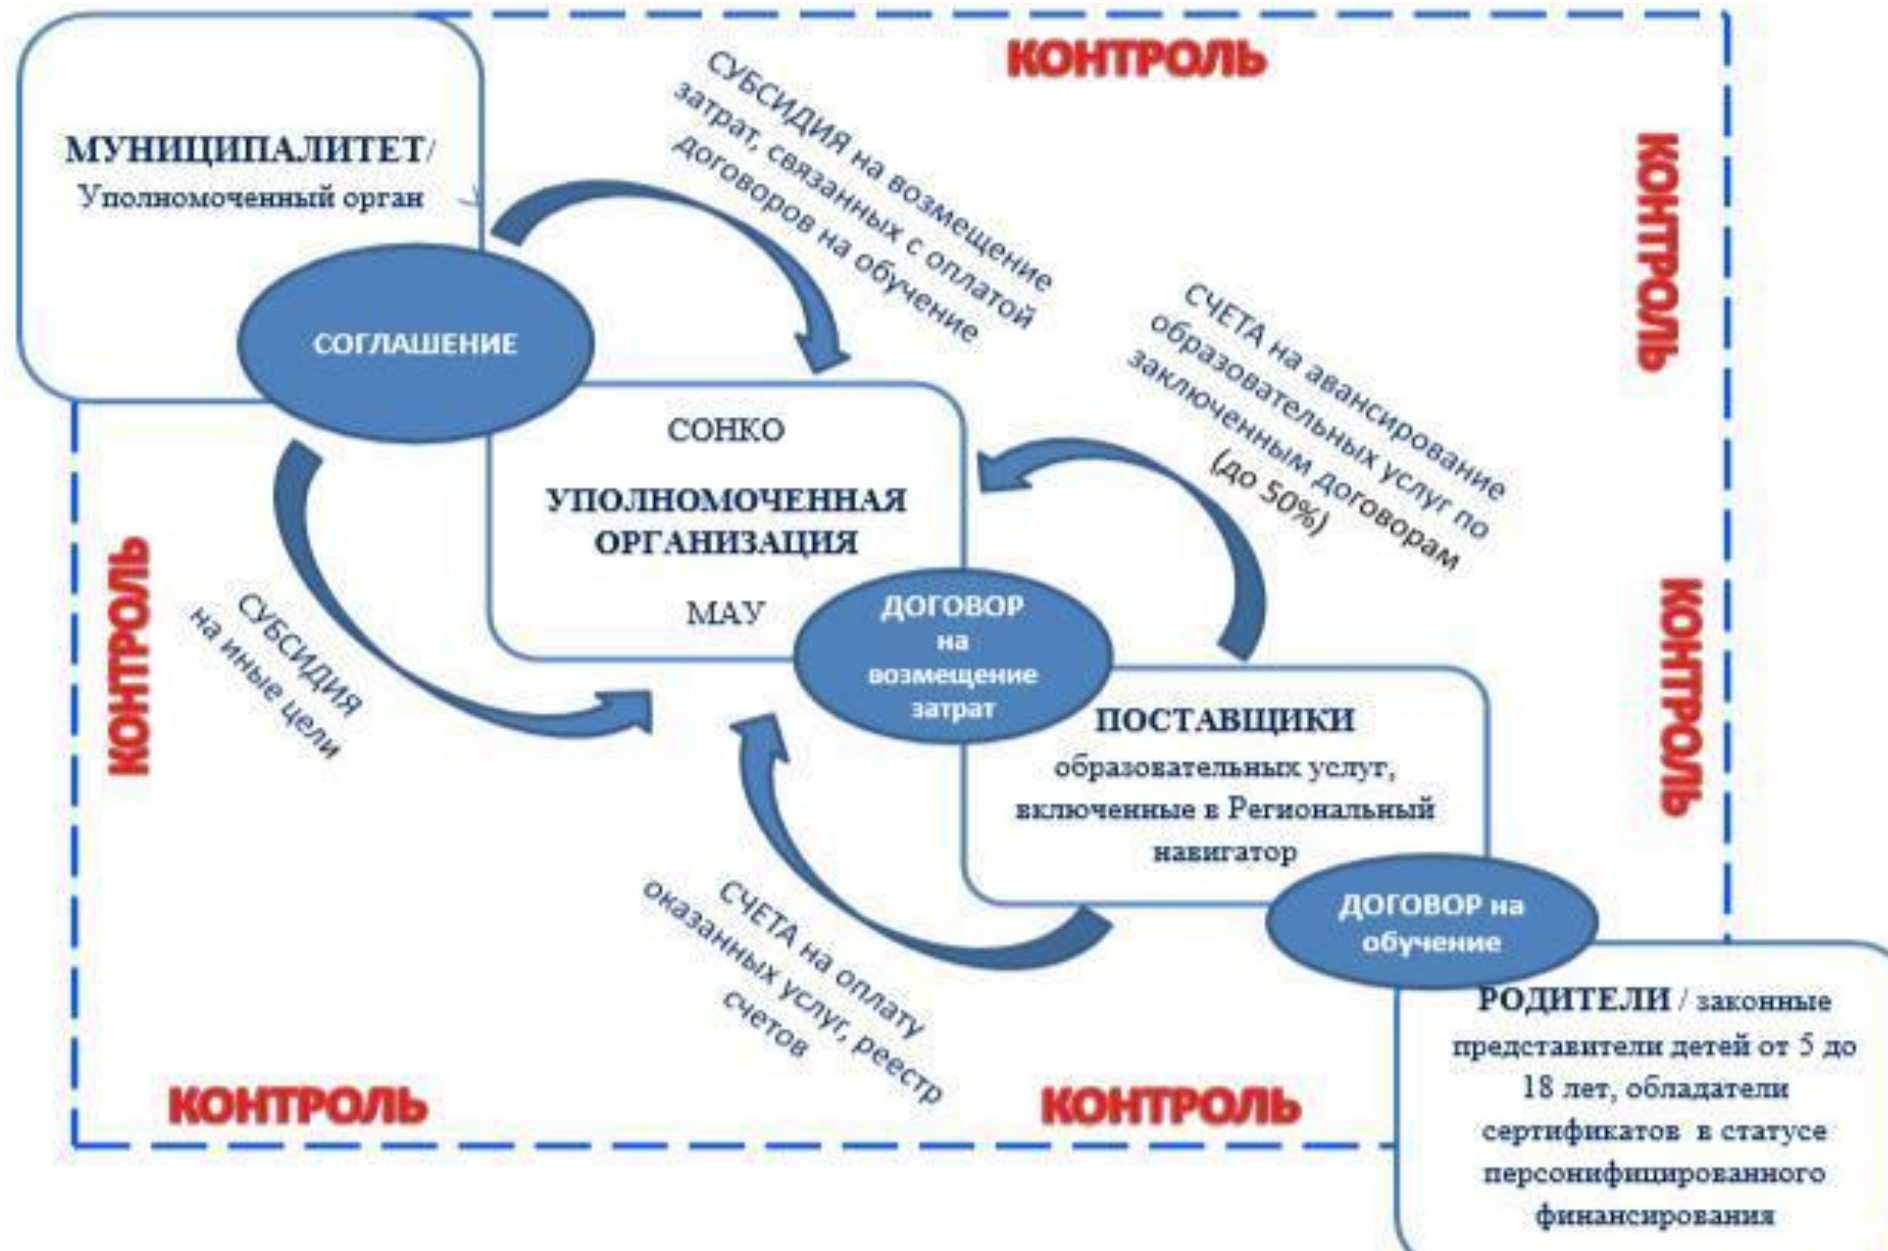 КОНТРОЛЬ
МУНИЦИПАЛИТЕТ/
Уполномоченный орган
СОГЛАШЕНИЕ
СУБСИДИЯ на возмещение
затрат, связанных с оплатой
договоров на обучение
КОНТРОЛЬ
СЧЕТА на авансирование
образовательных услуг по
заключенным договорам
(до 50%)
СОНКО
УПОЛНОМОЧЕННАЯ
ОРГАНИЗАЦИЯ
МАУ
КОНТРОЛЬ
СУБСИДИЯ
на иные цели
ДОГОВОР
на
возмещение
затрат
КОНТРОЛЬ
ПОСТАВЩИКИ
образовательных услуг,
включенные в Региональный
навигатор
СЧЕТА на оплату
оказанных услуг, реестр
счетов
ДОГОВОР на
обучение
РОДИТЕЛИ / законные
представители детей от 5 до
18 лет, обладатели
сертификатов в статусе
персонифицированного
финансирования
КОНТРОЛЬ
КОНТРОЛЬ